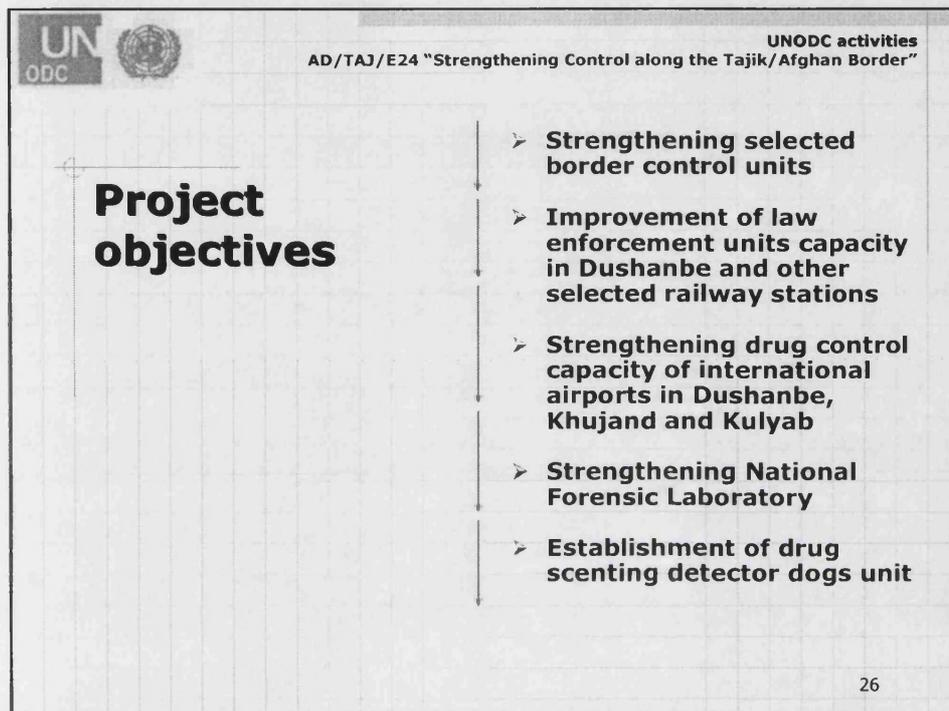 UN
ODC
UNODC activities
AD/TAJ/E24 “Strengthening Control along the Tajik/Afghan Border”
Project
objectives
➢ Strengthening selected
border control units
➢ Improvement of law
enforcement units capacity
in Dushanbe and other
selected railway stations
➢ Strengthening drug control
capacity of international
airports in Dushanbe,
Khujand and Kulyab
➢ Strengthening National
Forensic Laboratory
➢ Establishment of drug
scenting detector dogs unit
26